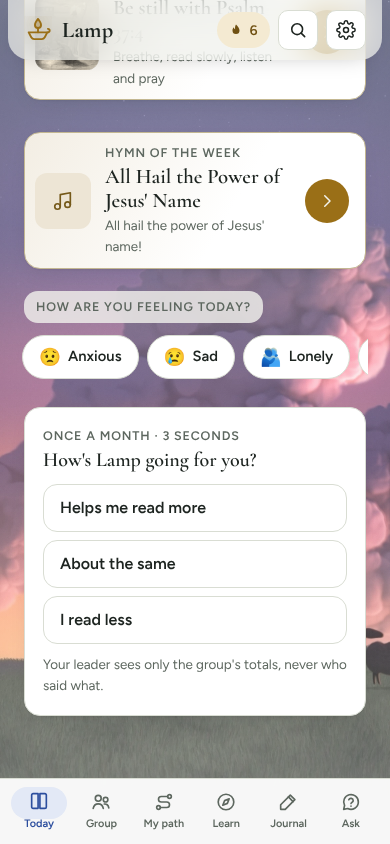 Be still with Psalm
Lamp
6
Breathe, read slowly, listen
and pray
HYMN OF THE WEEK
All Hail the Power of
Jesus' Name
All hail the power of Jesus'
name!
HOW ARE YOU FEELING TODAY?
Anxious
Sad
Lonely
ONCE A MONTH · 3 SECONDS
How's Lamp going for you?
Helps me read more
About the same
I read less
Your leader sees only the group's totals, never who
said what.
Today
Group
My path
Learn
Journal
Ask